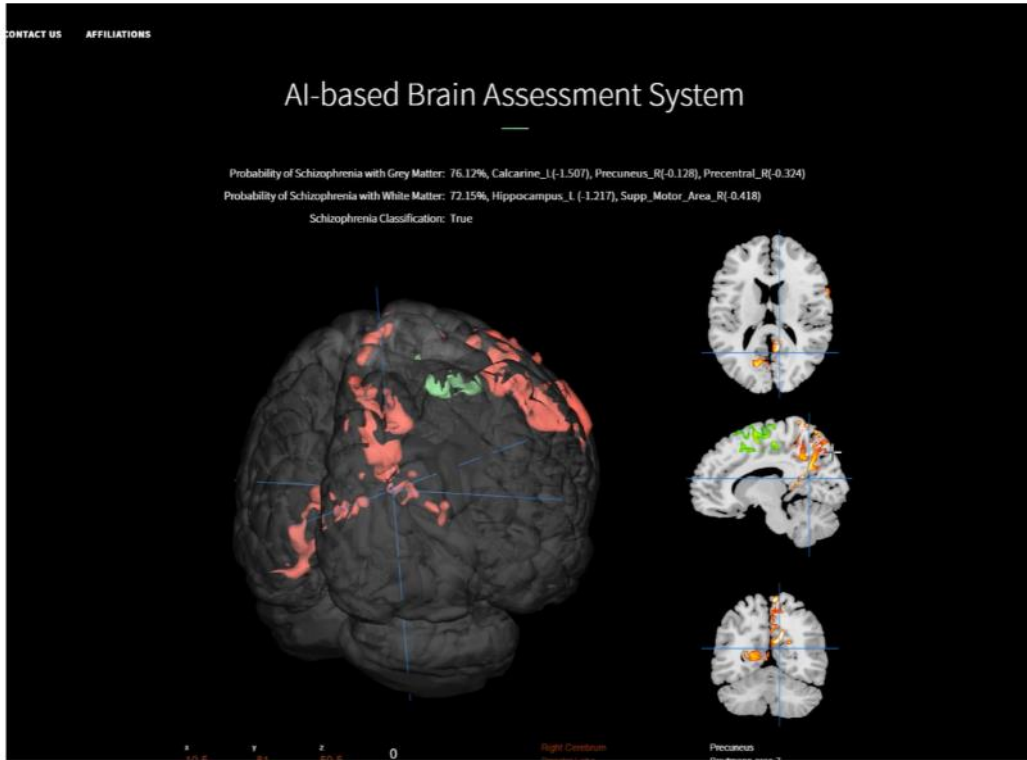 CONTACT US AFFILIATIONS
AI-based Brain Assessment System
Probability of Schizophrenia with Grey Matter: 76.12%, Calcarine_L(-1.507), Precuneus_R(-0.128), Precentral_R(-0.324)
Probability of Schizophrenia with White Matter: 72.15%, Hippocampus_L (-1.217), Supp_Motor_Area_R(-0.418)
Schizophrenia Classification: True
x y z 0 Right Cerebrum Precuneus